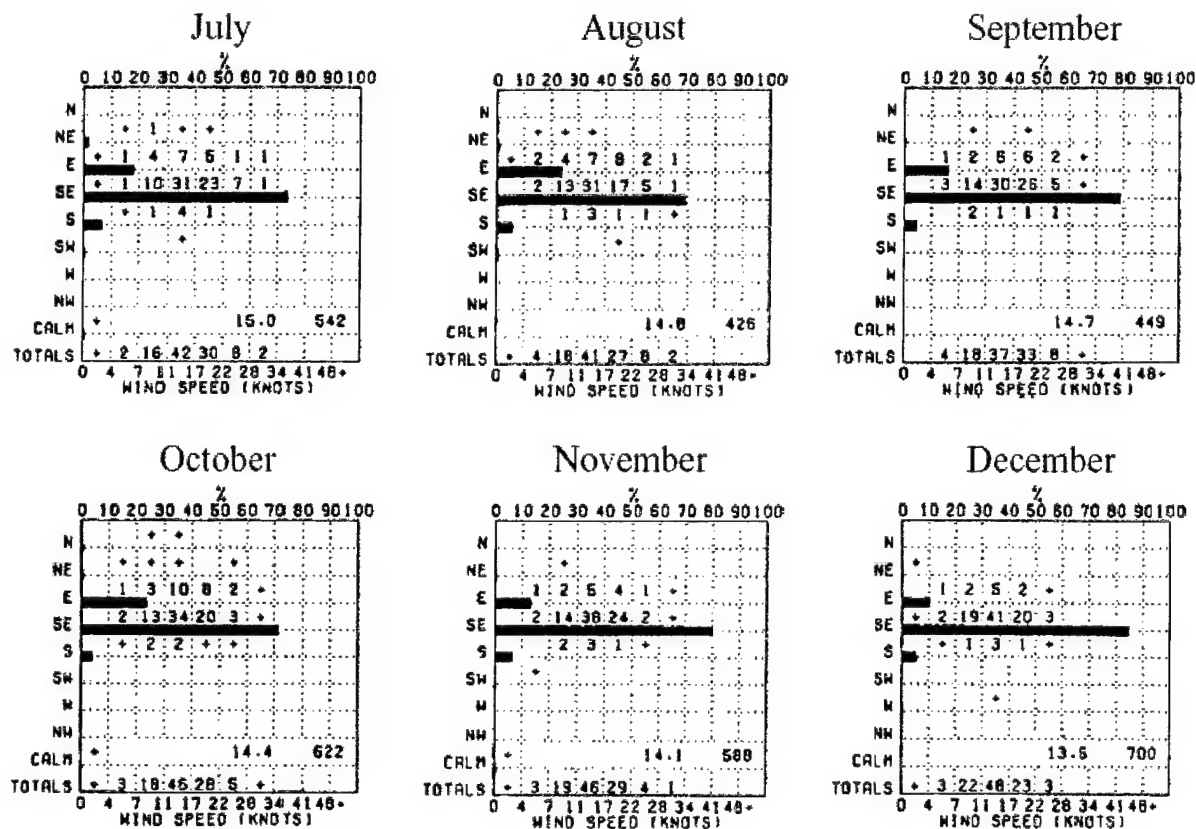 July
%
0 10 20 30 40 50 60 70 80 90 100
N
NE + 1 + +
E + 1 4 7 5 1 1
SE + 1 10 31 23 7 1
S + 1 4 1
SW +
W
NW
CALM + 15.0 542
TOTALS + 2 16 42 30 8 2
0 4 7 11 17 22 28 34 41 48+
WIND SPEED (KNOTS)
August
%
0 10 20 30 40 50 60 70 80 90 100
N
NE + + +
E + 2 4 7 8 2 1
SE 2 13 31 17 5 1
S 1 3 1 1 +
SW +
W
NW
CALM 426
TOTALS + 4 18 41 27 8 2
0 4 7 11 17 22 28 34 41 48+
WIND SPEED (KNOTS)
September
%
0 10 20 30 40 50 60 70 80 90 100
N
NE + +
E 1 2 6 2 +
SE 3 14 30 26 5 +
S 2 1 1 1
SW
W
NW
CALM 14.7 449
TOTALS 4 18 37 33 8 +
0 4 7 11 17 22 28 34 41 48+
WIND SPEED (KNOTS)
October
%
0 10 20 30 40 50 60 70 80 90 100
N + +
NE + + + +
E 1 3 10 8 2 +
SE 2 13 34 20 3 +
S + 2 2 + +
SW
W
NW
CALM + 14.4 622
TOTALS + 3 18 46 28 5 +
0 4 7 11 17 22 28 34 41 48+
WIND SPEED (KNOTS)
November
%
0 10 20 30 40 50 60 70 80 90 100
N
NE +
E 1 2 5 4 1 +
SE 2 14 38 24 2 +
S 2 3 1 +
SW +
W
NW
CALM + 14.1 588
TOTALS + 3 19 46 29 4 1
0 4 7 11 17 22 28 34 41 48+
WIND SPEED (KNOTS)
December
%
0 10 20 30 40 50 60 70 80 90 100
N
NE +
E 1 2 5 2 +
SE + 2 19 41 20 3
S + 1 3 1 +
SW
W +
NW
CALM 13.5 700
TOTALS + 3 22 48 23 3
0 4 7 11 17 22 28 34 41 48+
WIND SPEED (KNOTS)